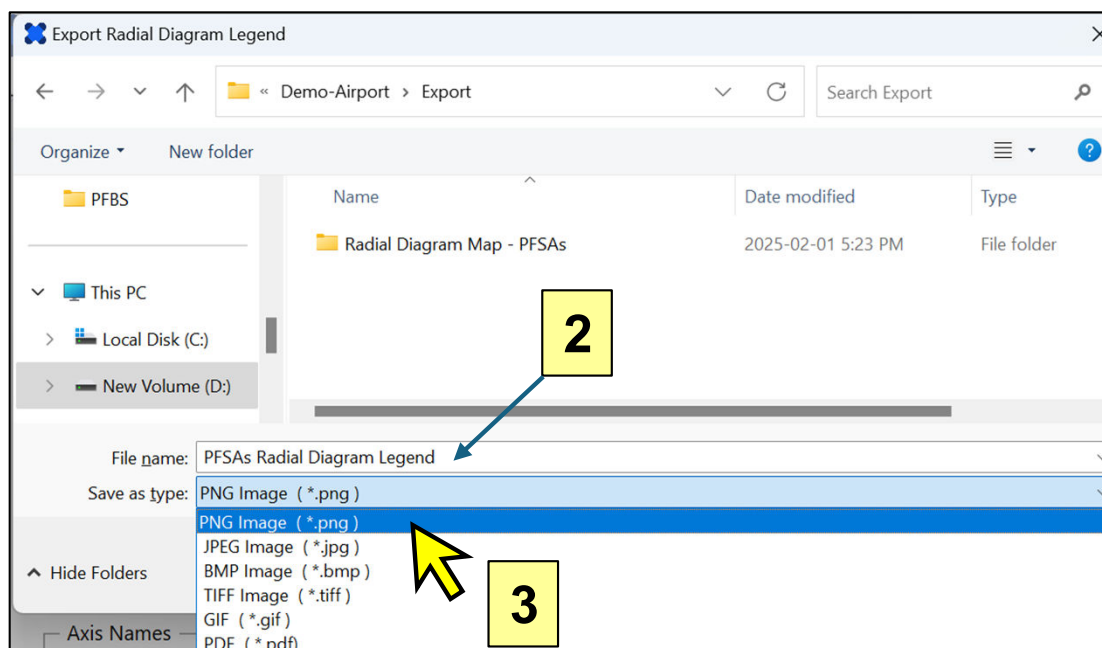 Export Radial Diagram Legend
« Demo-Airport > Export
Search Export
Organize
New folder
PFBS
Name
Date modified
Type
Radial Diagram Map - PFSAs
2025-02-01 5:23 PM
File folder
This PC
Local Disk (C:)
New Volume (D:)
2
File name: PFSAs Radial Diagram Legend
Save as type: PNG Image ( *.png )
PNG Image ( *.png )
JPEG Image ( *.jpg )
BMP Image ( *.bmp )
TIFF Image ( *.tiff )
GIF ( *.gif )
PDF ( *.pdf)
Hide Folders
3
Axis Names